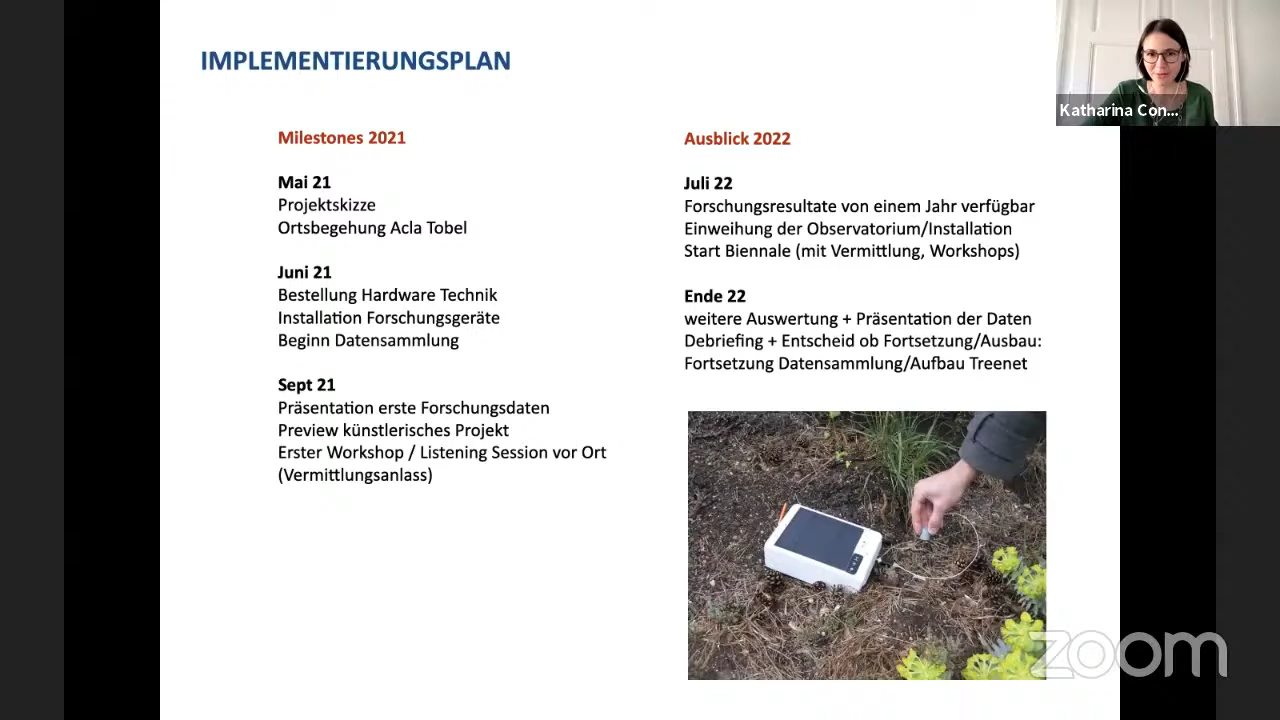 IMPLEMENTIERUNGSPLAN
Milestones 2021
Mai 21
Projektskizze
Ortsbegehung Acla Tobel
Juni 21
Bestellung Hardware Technik
Installation Forschungsgeräte
Beginn Datensammlung
Sept 21
Präsentation erste Forschungsdaten
Preview künstlerisches Projekt
Erster Workshop / Listening Session vor Ort
(Vermittlungsanlass)
Ausblick 2022
Juli 22
Forschungsresultate von einem Jahr verfügbar
Einweihung der Observatorium/Installation
Start Biennale (mit Vermittlung, Workshops)
Ende 22
weitere Auswertung + Präsentation der Daten
Debriefing + Entscheid ob Fortsetzung/Ausbau:
Fortsetzung Datensammlung/Aufbau Treenet
Katharina Con...
zoom